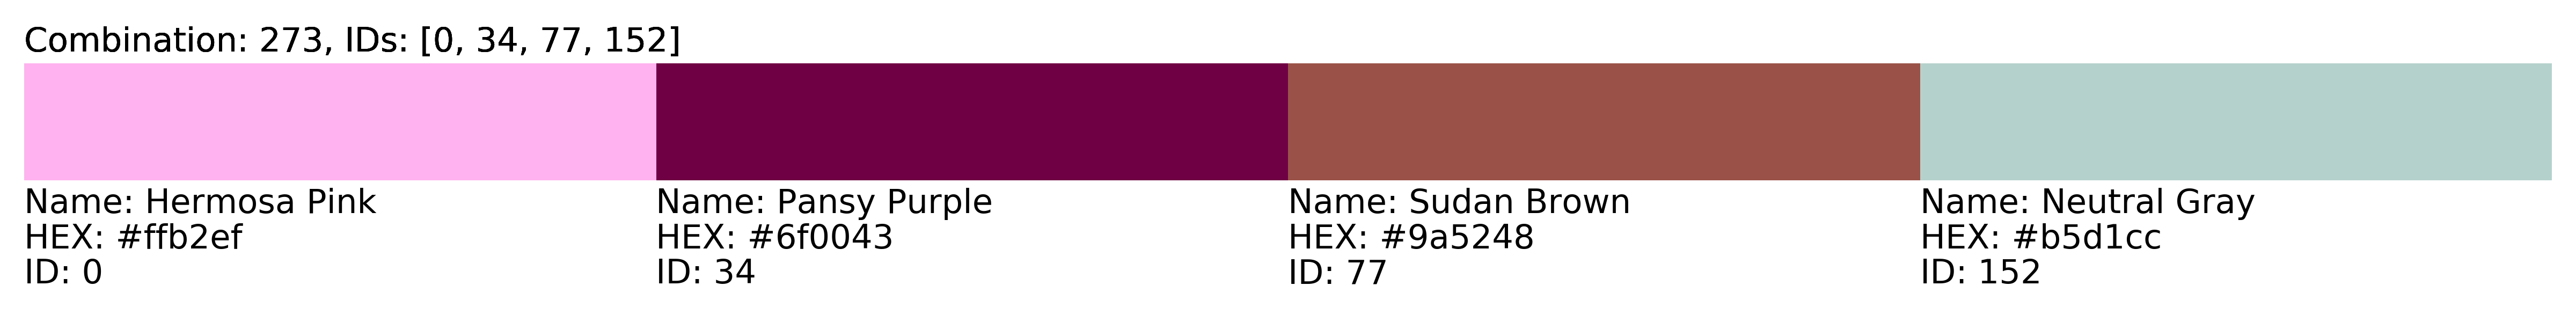 Combination: 273, IDs: [0, 34, 77, 152]
Name: Hermosa Pink
HEX: #ffb2ef
ID: 0
Name: Pansy Purple
HEX: #6f0043
ID: 34
Name: Sudan Brown
HEX: #9a5248
ID: 77
Name: Neutral Gray
HEX: #b5d1cc
ID: 152